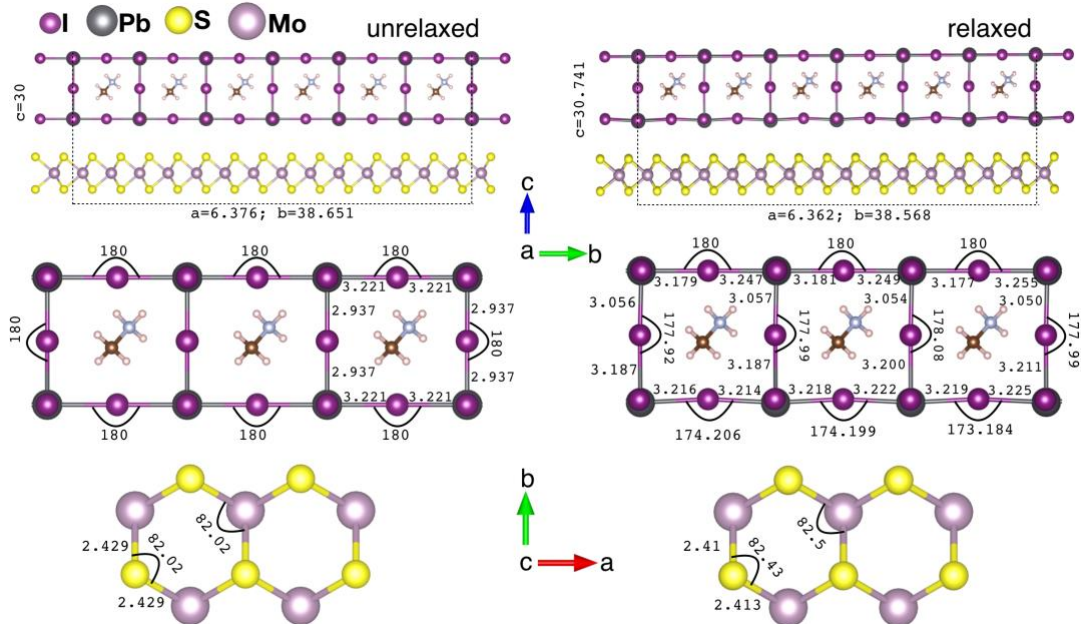 I Pb S Mo unrelaxed relaxed
c=30
a=6.376; b=38.651
c=30.741
a=6.362; b=38.568
c
a b
180 180 180
3.221 3.221
2.937 2.937
180 180
2.937 2.937
3.221 3.221
180 180 180
180 180 180
3.179 3.247 3.181 3.249 3.177 3.255
3.056 3.057 3.054 3.050
177.92 177.99 178.08 177.99
3.187 3.187 3.200 3.211
3.216 3.214 3.218 3.222 3.219 3.225
174.206 174.199 173.184
b
c a
82.02
2.429 82.02
2.429
82.5
2.41 82.43
2.413